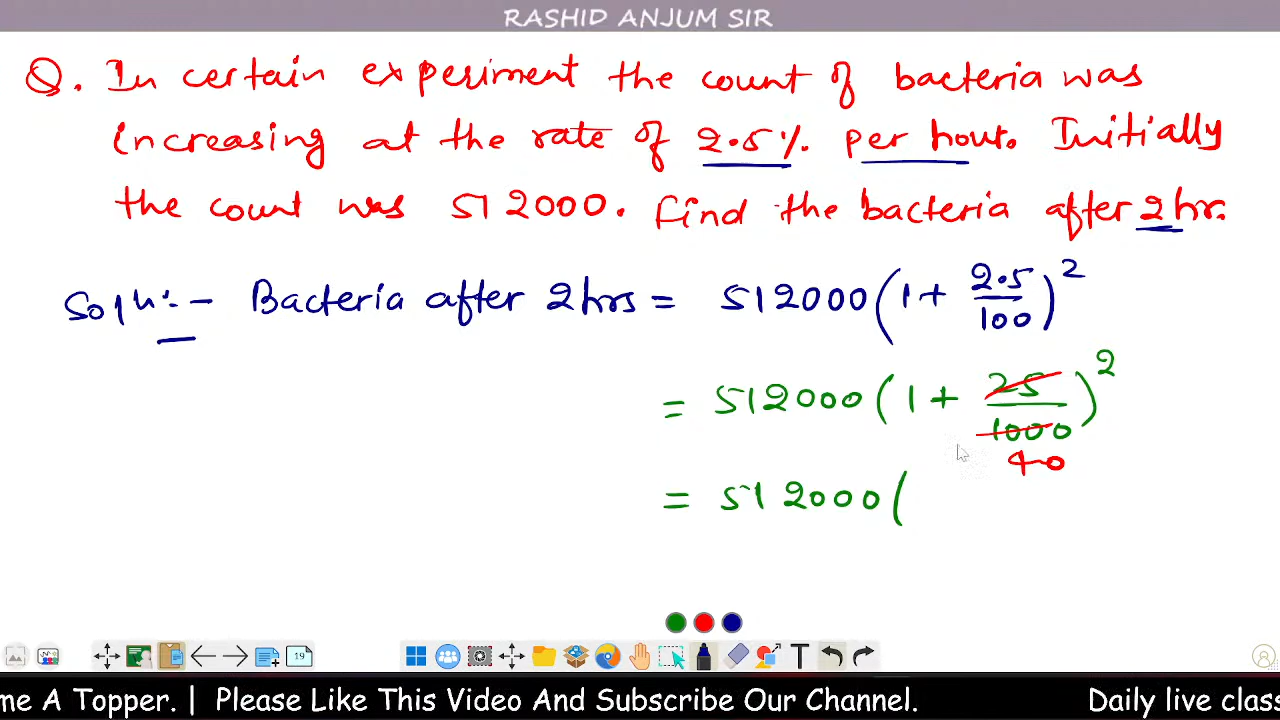 RASHID ANJUM SIR
Q. In certain experiment the count of bacteria was
increasing at the rate of 2.5% per hour. Initially
the count was 512000. Find the bacteria after 2hr.
Soln:- Bacteria after 2hrs = 512000(1+2.5/100)^2
= 512000(1+25/1000)^2
40
= 512000(
19
me A Topper. | Please Like This Video And Subscribe Our Channel. Daily live class